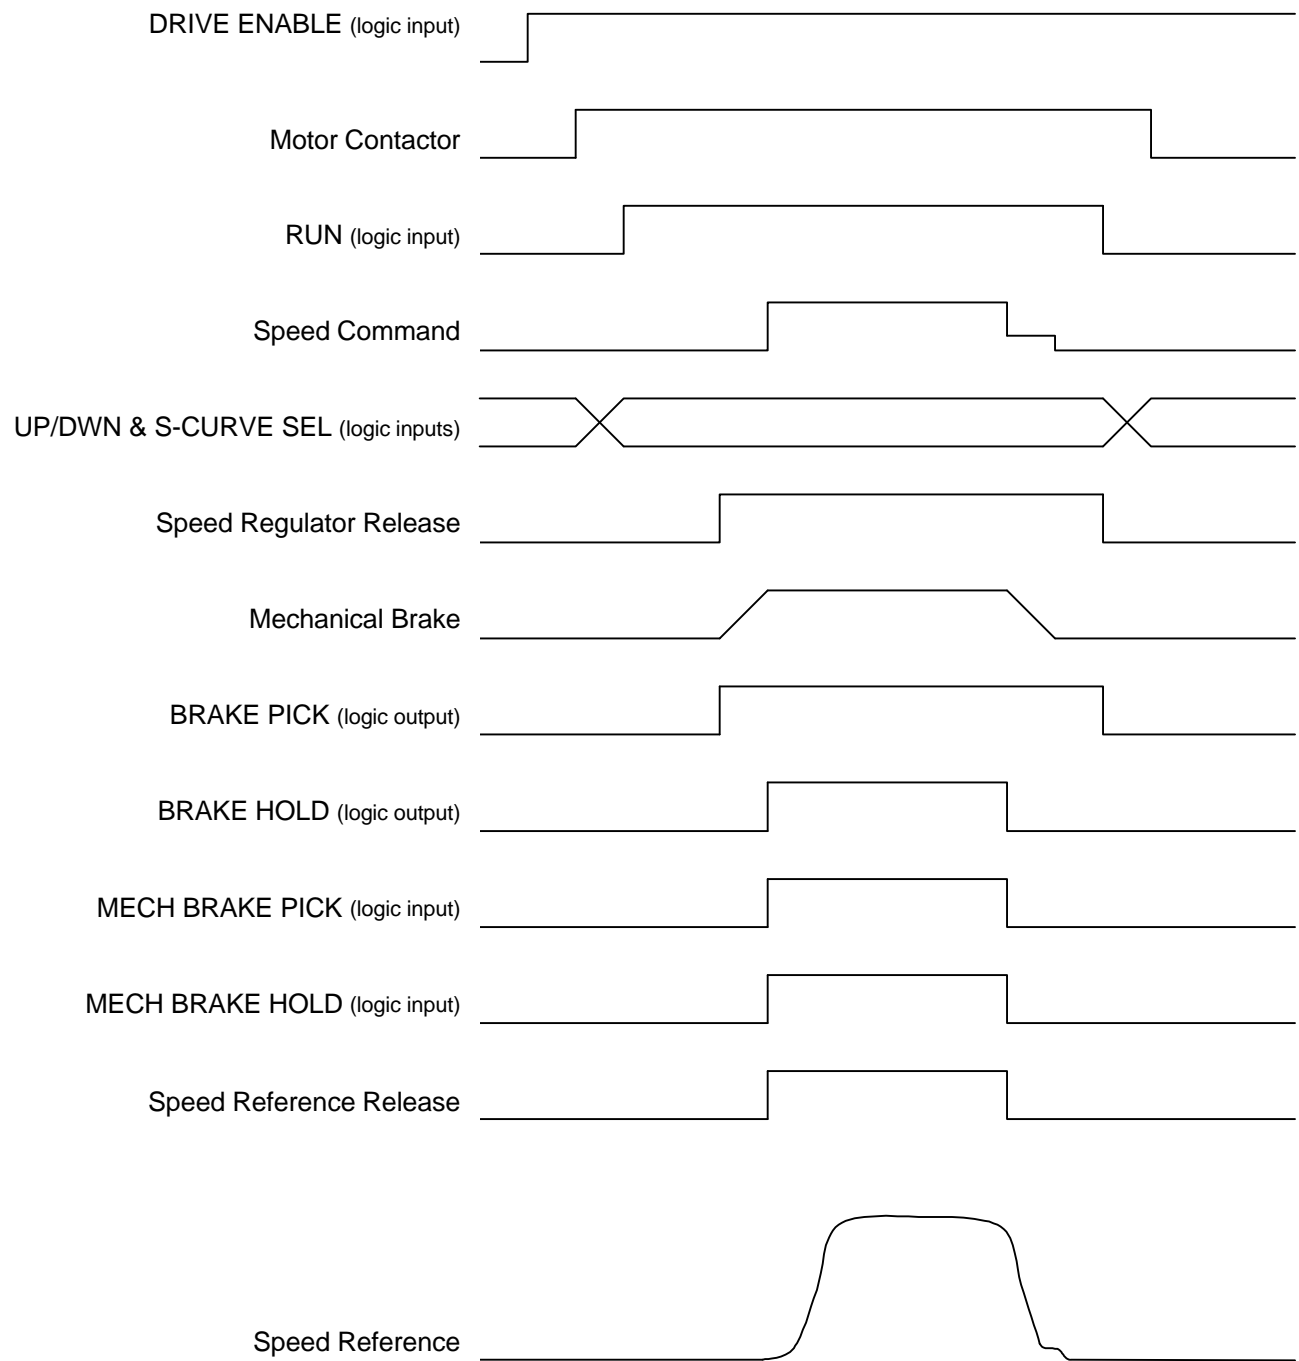 DRIVE ENABLE (logic input)
Motor Contactor
RUN (logic input)
Speed Command
UP/DWN & S-CURVE SEL (logic inputs)
Speed Regulator Release
Mechanical Brake
BRAKE PICK (logic output)
BRAKE HOLD (logic output)
MECH BRAKE PICK (logic input)
MECH BRAKE HOLD (logic input)
Speed Reference Release
Speed Reference